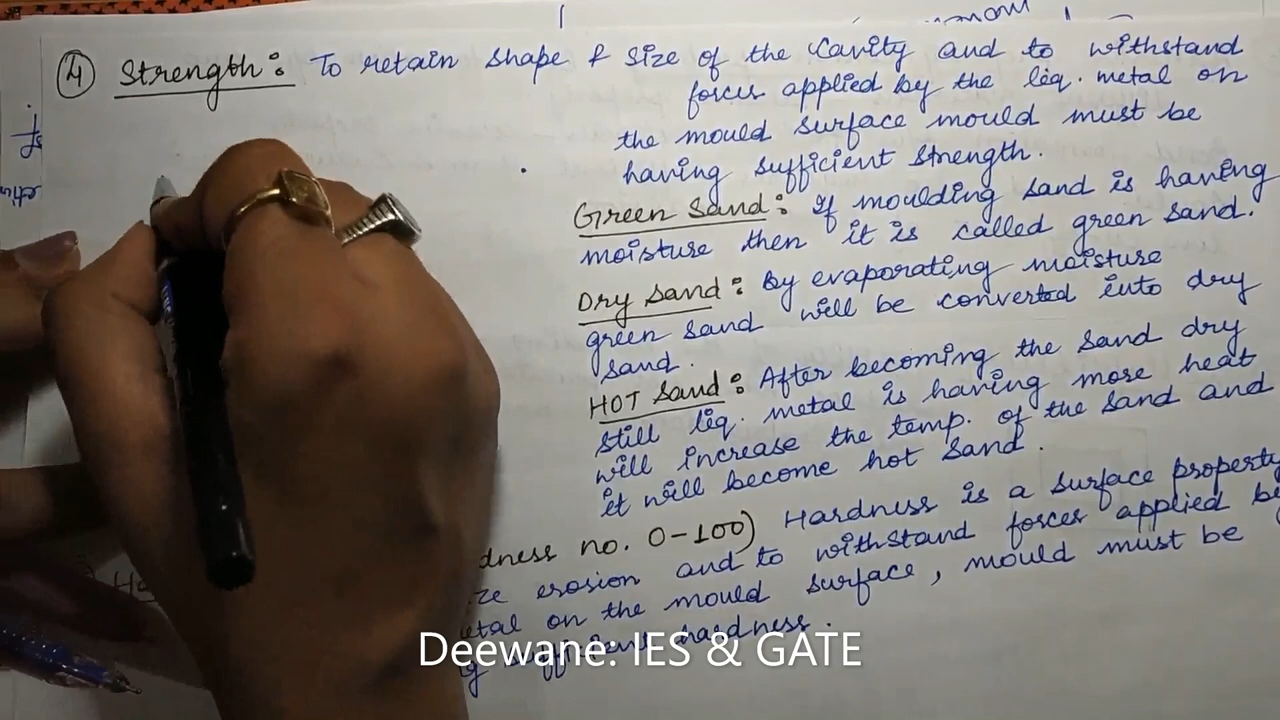 ④ Strength: To retain shape & size of the cavity and to withstand
forces applied by the liq. metal on
the mould surface mould must be
having sufficient strength.
Green Sand: If moulding sand is having
moisture then it is called green sand.
Dry Sand: By evaporating moisture
green sand will be converted into dry
sand.
HOT Sand: After becoming the sand dry
still liq. metal is having more heat
will increase the temp. of the sand and
it will become hot sand.
dness no. 0-100) Hardness is a surface property
ze erosion and to withstand forces applied by
etal on the mould surface, mould must be
g sufficient hardness.
Deewane: IES & GATE